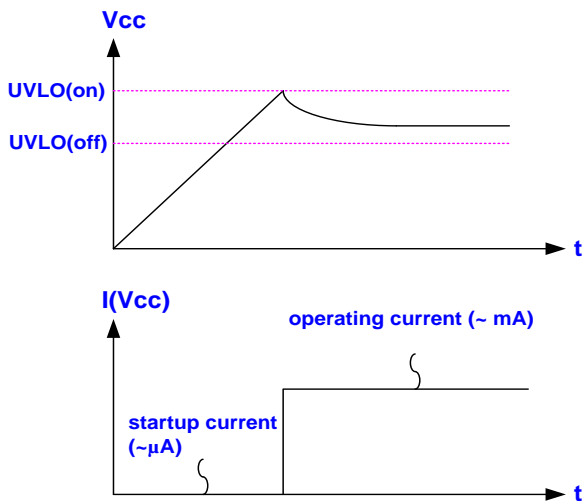 Vcc
UVLO(on)
UVLO(off)
t
I(Vcc)
operating current (~ mA)
startup current
(~µA)
t